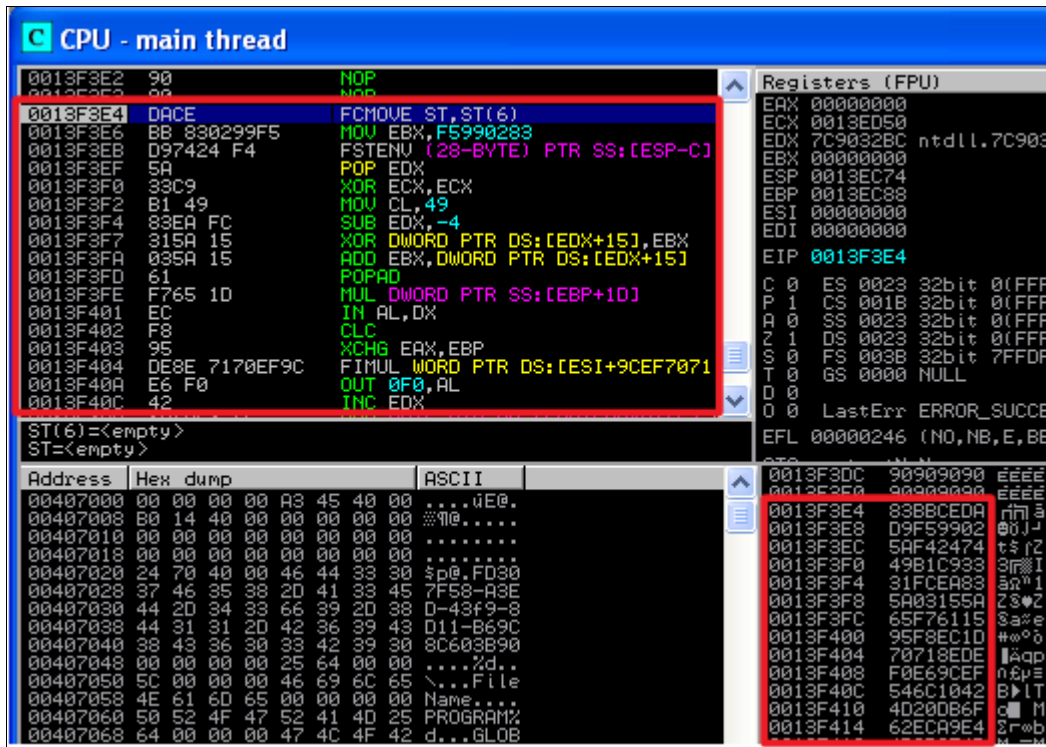 C CPU - main thread
0013F3E2 90 NOP
0013F3E4 DACE FCMOVE ST,ST(6)
0013F3E6 BB 830299F5 MOV EBX,F5990283
0013F3EB D97424 F4 FSTENV (28-BYTE) PTR SS:[ESP-C]
0013F3EF 5A POP EDX
0013F3F0 33C9 XOR ECX,ECX
0013F3F2 B1 49 MOV CL,49
0013F3F4 83EA FC SUB EDX,-4
0013F3F7 315A 15 XOR DWORD PTR DS:[EDX+15],EBX
0013F3FA 035A 15 ADD EBX,DWORD PTR DS:[EDX+15]
0013F3FD 61 POPAD
0013F3FE F765 1D MUL DWORD PTR SS:[EBP+1D]
0013F401 EC IN AL,DX
0013F402 F8 CLC
0013F403 95 XCHG EAX,EBP
0013F404 DE8E 7170EF9C FIMUL WORD PTR DS:[ESI+9CEF7071
0013F40A E6 F0 OUT 0F0,AL
0013F40C 42 INC EDX
ST(6)=<empty>
ST=<empty>
Registers (FPU)
EAX 00000000
ECX 0013ED50
EDX 7C9032BC ntdll.7C903
EBX 00000000
ESP 0013EC74
EBP 0013EC88
ESI 00000000
EDI 00000000
EIP 0013F3E4
C 0 ES 0023 32bit 0(FFF
P 1 CS 001B 32bit 0(FFF
A 0 SS 0023 32bit 0(FFF
Z 1 DS 0023 32bit 0(FFF
S 0 FS 003B 32bit 7FFDF
T 0 GS 0000 NULL
D 0
O 0 LastErr ERROR_SUCCE
EFL 00000246 (NO,NB,E,BE
Address Hex dump ASCII
00407000 00 00 00 00 A3 45 40 00 ....úE@.
00407008 B0 14 40 00 00 00 00 00 ░¶@.....
00407010 00 00 00 00 00 00 00 00 ........
00407018 00 00 00 00 00 00 00 00 ........
00407020 24 70 40 00 46 44 33 30 $p@.FD30
00407028 37 46 35 38 2D 41 33 45 7F58-A3E
00407030 44 2D 34 33 66 39 2D 38 D-43f9-8
00407038 44 31 31 2D 42 36 39 43 D11-B69C
00407040 38 43 36 30 33 42 39 30 8C603B90
00407048 00 00 00 00 25 64 00 00 ....%d..
00407050 5C 00 00 00 46 69 6C 65 \...File
00407058 4E 61 6D 65 00 00 00 00 Name....
00407060 50 52 4F 47 52 41 4D 25 PROGRAM%
00407068 64 00 00 00 47 4C 4F 42 d...GLOB
0013F3DC 90909090 ÉÉÉÉ
0013F3E0 90909090 ÉÉÉÉ
0013F3E4 83BBCEDA
0013F3E8 D9F59902
0013F3EC 5AF42474
0013F3F0 49B1C933
0013F3F4 31FCEA83
0013F3F8 5A03155A
0013F3FC 65F76115
0013F400 95F8EC1D
0013F404 70718EDE
0013F408 F0E69CEF
0013F40C 546C1042
0013F410 4D20DB6F
0013F414 62ECA9E4